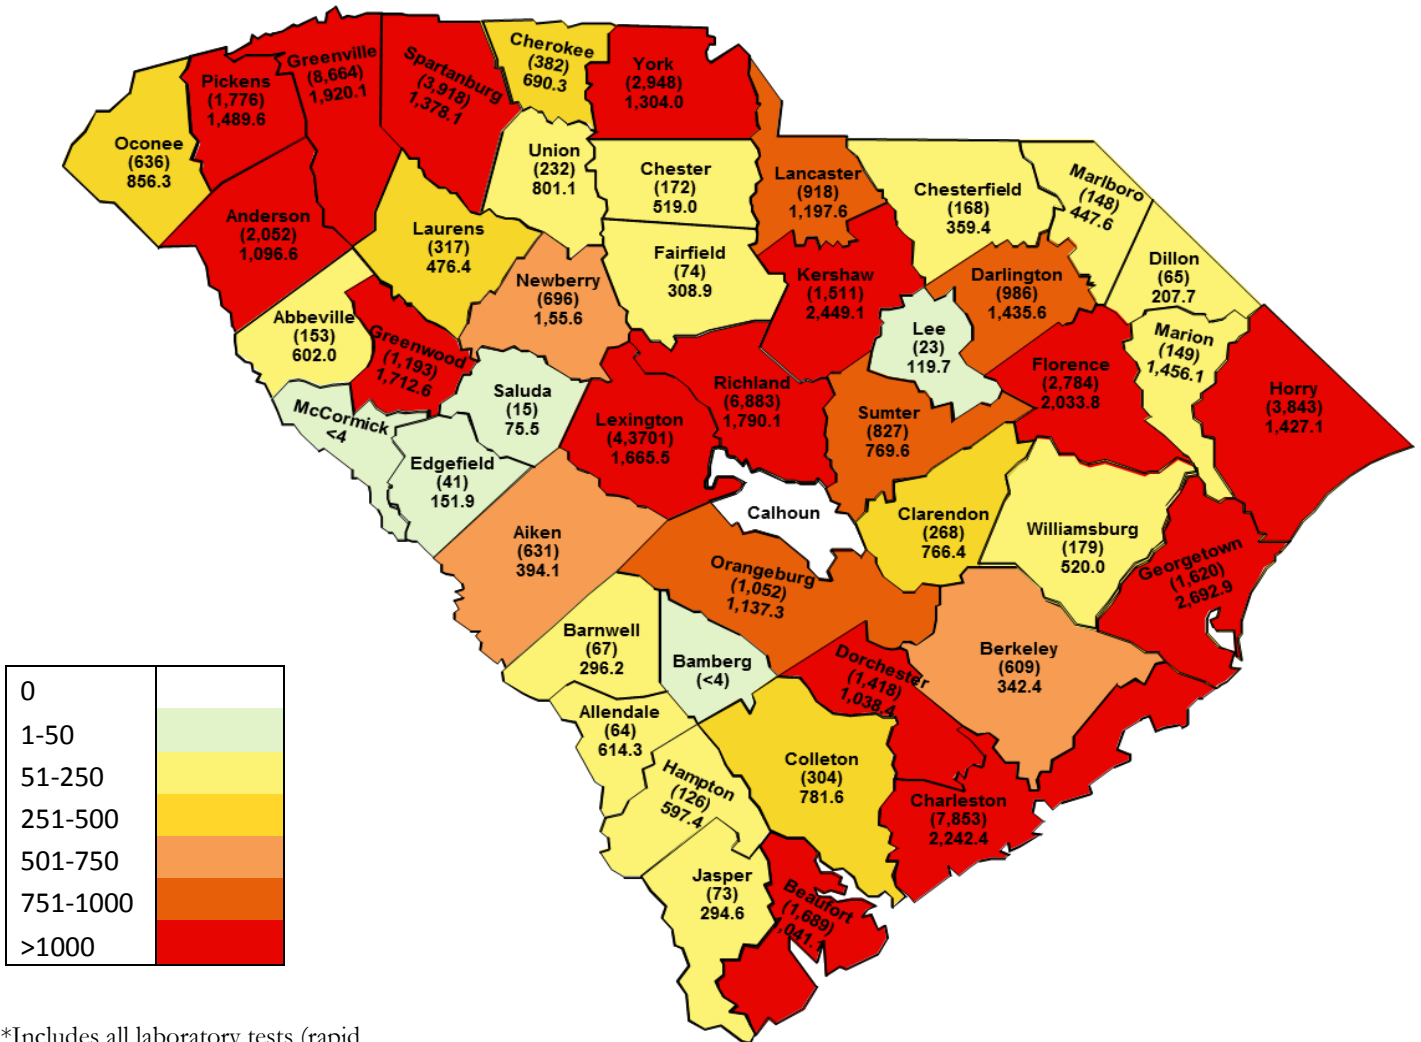 Cherokee
(382)
690.3
York
(2,948)
1,304.0
Greenville
(8,664)
1,920.1
Spartanburg
(3,918)
1,378.1
Pickens
(1,776)
1,489.6
Oconee
(636)
856.3
Union
(232)
801.1
Chester
(172)
519.0
Lancaster
(918)
1,197.6
Chesterfield
(168)
359.4
Marlboro
(148)
447.6
Anderson
(2,052)
1,096.6
Laurens
(317)
476.4
Newberry
(696)
1,55.6
Fairfield
(74)
308.9
Kershaw
(1,511)
2,449.1
Darlington
(986)
1,435.6
Dillon
(65)
207.7
Abbeville
(153)
602.0
Greenwood
(1,193)
1,712.6
Lee
(23)
119.7
Marion
(149)
1,456.1
Florence
(2,784)
2,033.8
Horry
(3,843)
1,427.1
McCormick
<4
Saluda
(15)
75.5
Lexington
(4,3701)
1,665.5
Richland
(6,883)
1,790.1
Sumter
(827)
769.6
Edgefield
(41)
151.9
Calhoun
Clarendon
(268)
766.4
Williamsburg
(179)
520.0
Georgetown
(1,620)
2,692.9
Aiken
(631)
394.1
Orangeburg
(1,052)
1,137.3
Barnwell
(67)
296.2
Bamberg
(<4)
Dorchester
(1,418)
1,038.4
Berkeley
(609)
342.4
Allendale
(64)
614.3
Hampton
(126)
597.4
Colleton
(304)
781.6
Charleston
(7,853)
2,242.4
Jasper
(73)
294.6
Beaufort
(1,689)
,041.1
0
1-50
51-250
251-500
501-750
751-1000
>1000
*Includes all laboratory tests (rapid